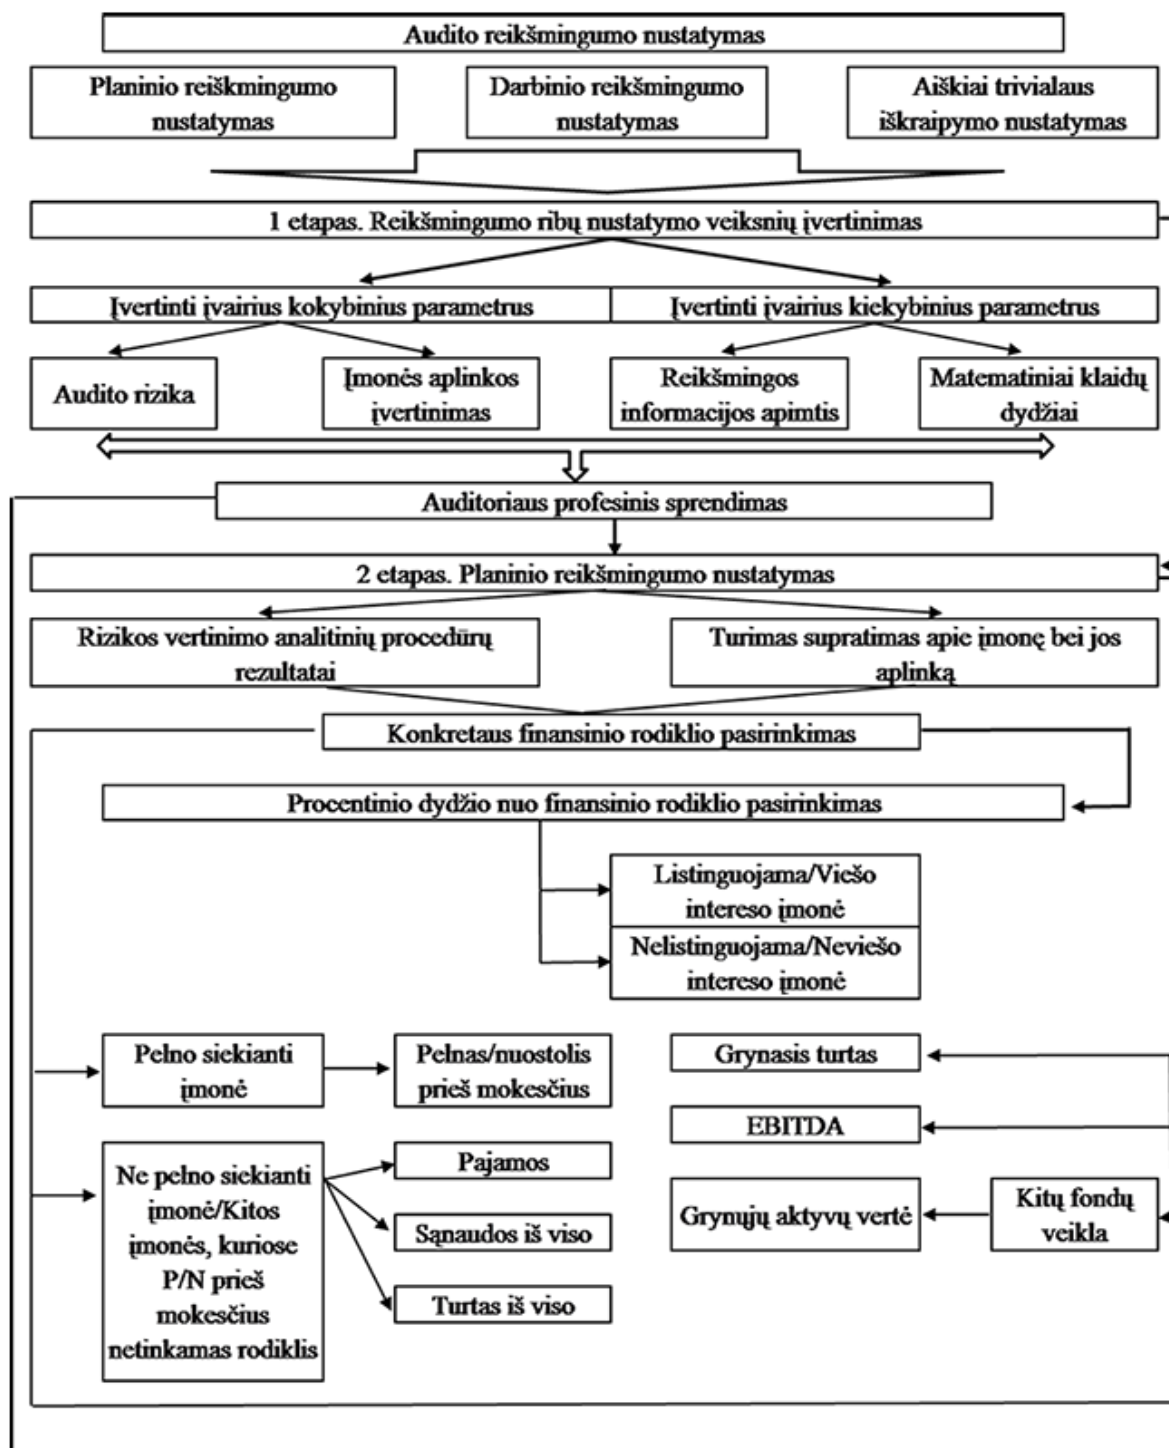 Audito reikšmingumo nustatymas
Planinio reiškmingumo
nustatymas
Darbinio reikšmingumo
nustatymas
Aiškiai trivialaus
iškraipymo nustatymas
1 etapas. Reikšmingumo ribų nustatymo veiksnių įvertinimas
Įvertinti įvairius kokybinius parametrus
Įvertinti įvairius kiekybinius parametrus
Audito rizika
Įmonės aplinkos
įvertinimas
Reikšmingos
informacijos apimtis
Matematiniai klaidų
dydžiai
Auditoriaus profesinis sprendimas
2 etapas. Planinio reikšmingumo nustatymas
Rizikos vertinimo analitinių procedūrų
rezultatai
Turimas supratimas apie įmonę bei jos
aplinką
Konkretaus finansinio rodiklio pasirinkimas
Procentinio dydžio nuo finansinio rodiklio pasirinkimas
Listinguojama/Viešo
intereso įmonė
Nelistinguojama/Neviešo
intereso įmonė
Pelno siekianti
įmonė
Pelnas/nuostolis
prieš mokesčius
Grynasis turtas
EBITDA
Ne pelno siekianti
įmonė/Kitos
įmonės, kuriose
P/N prieš
mokesčius
netinkamas rodiklis
Pajamos
Sąnaudos iš viso
Turtas iš viso
Grynųjų aktyvų vertė
Kitų fondų
veikla